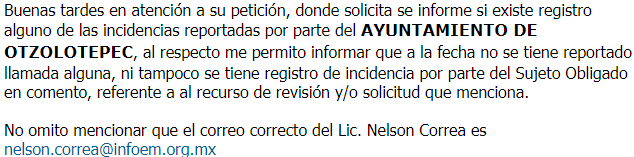 Buenas tardes en atención a su petición, donde solicita se informe si existe registro
alguno de las incidencias reportadas por parte del AYUNTAMIENTO DE
OTZOLOTEPEC, al respecto me permito informar que a la fecha no se tiene reportado
llamada alguna, ni tampoco se tiene registro de incidencia por parte del Sujeto Obligado
en comento, referente a al recurso de revisión y/o solicitud que menciona.
No omito mencionar que el correo correcto del Lic. Nelson Correa es
nelson.correa@infoem.org.mx